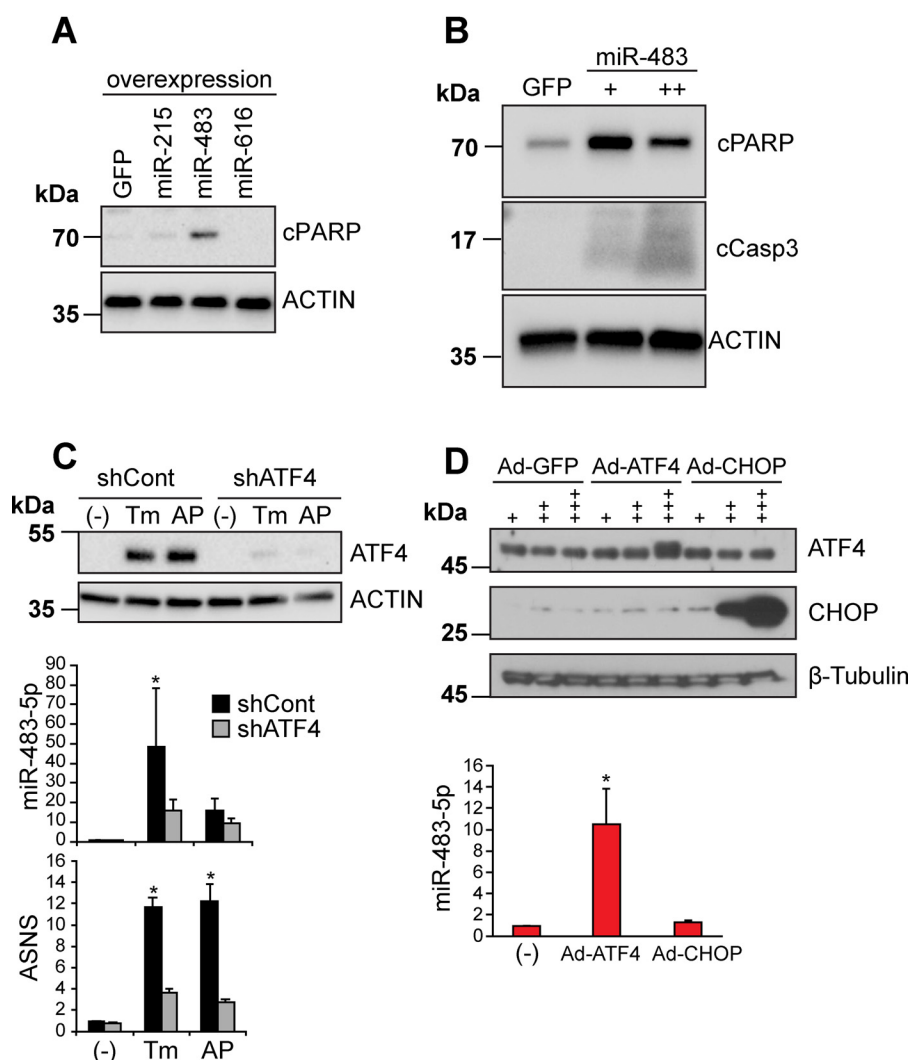 A
overexpression
GFP
miR-215
miR-483
miR-616
kDa
70
cPARP
35
ACTIN
B
miR-483
GFP + ++
kDa
70
cPARP
17
cCasp3
35
ACTIN
C
shCont shATF4
kDa (-) Tm AP (-) Tm AP
55
ATF4
35
ACTIN
miR-483-5p
90
80
70
60
50
40
30
20
10
0
*
shCont
shATF4
ASNS
16
14
12
10
8
6
4
2
0
* *
(-) Tm AP
D
Ad-GFP Ad-ATF4 Ad-CHOP
kDa + ++ +++ + ++ +++ + ++ +++
45
ATF4
25
CHOP
45
β-Tubulin
miR-483-5p
16
14
12
10
8
6
4
2
0
*
(-) Ad-ATF4 Ad-CHOP